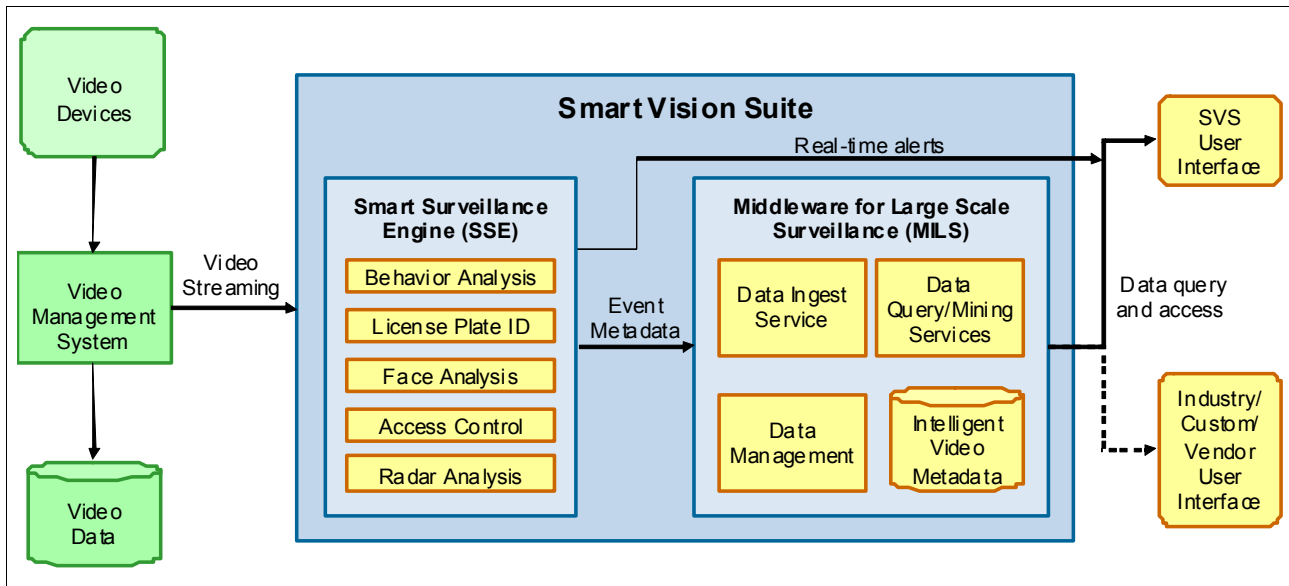 Video
Devices
Video
Management
System
Video
Data
Video
Streaming
Smart Vision Suite
Real-time alerts
Smart Surveillance
Engine (SSE)
Behavior Analysis
License Plate ID
Face Analysis
Access Control
Radar Analysis
Event
Metadata
Middleware for Large Scale
Surveillance (MILS)
Data Ingest
Service
Data
Query/Mining
Services
Data
Management
Intelligent
Video
Metadata
SVS
User
Interface
Data query
and access
Industry/
Custom/
Vendor
User
Interface